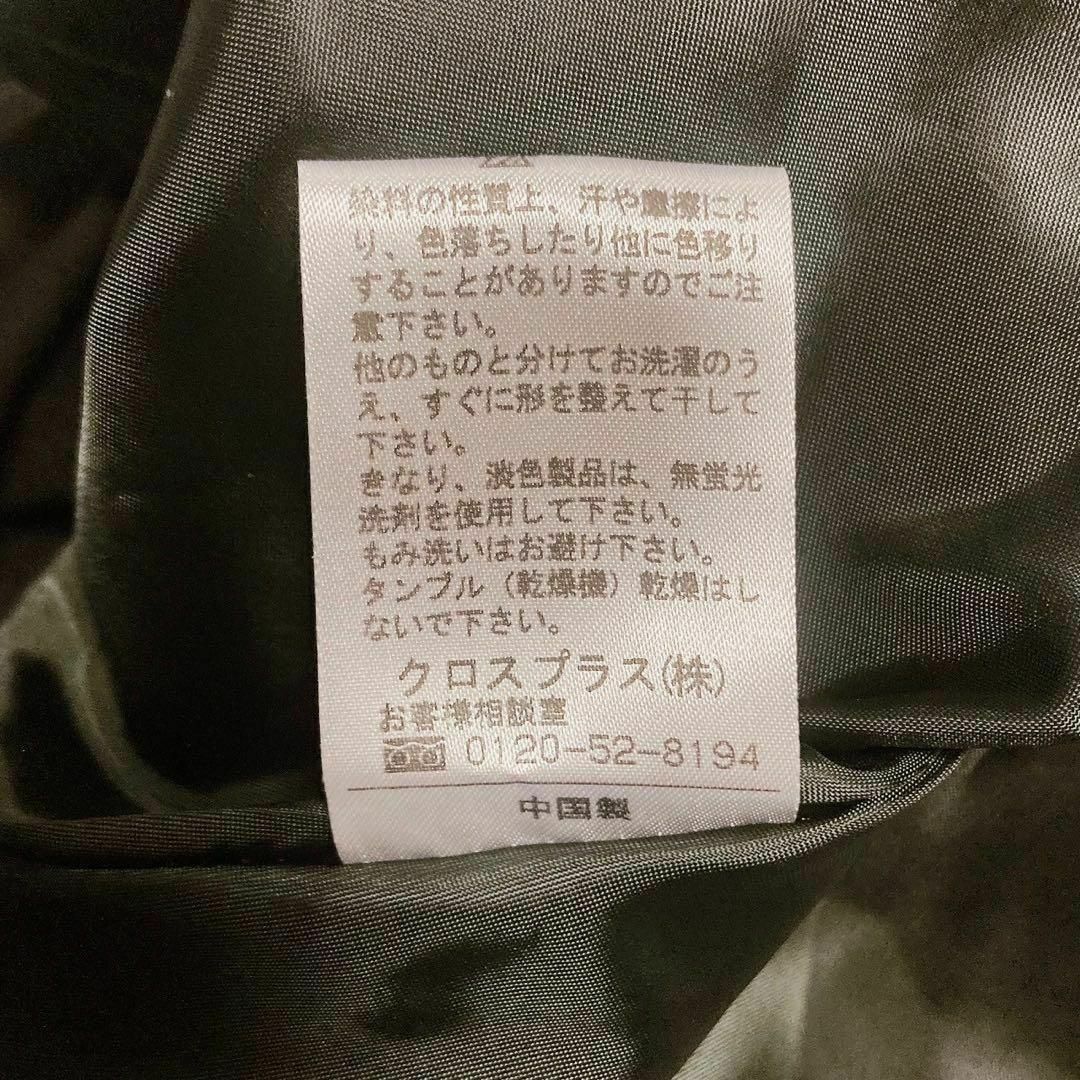 染料の性質上、汗や摩擦によ
り、色落ちしたり他に色移り
することがありますのでご注
意下さい。
他のものと分けてお洗濯のう
え、すぐに形を整えて干して
下さい。
きなり、淡色製品は、無蛍光
洗剤を使用して下さい。
もみ洗いはお避け下さい。
タンブル（乾燥機）乾燥はし
ないで下さい。
クロスプラス(株)
お客様相談室
0120-52-8194
中国製